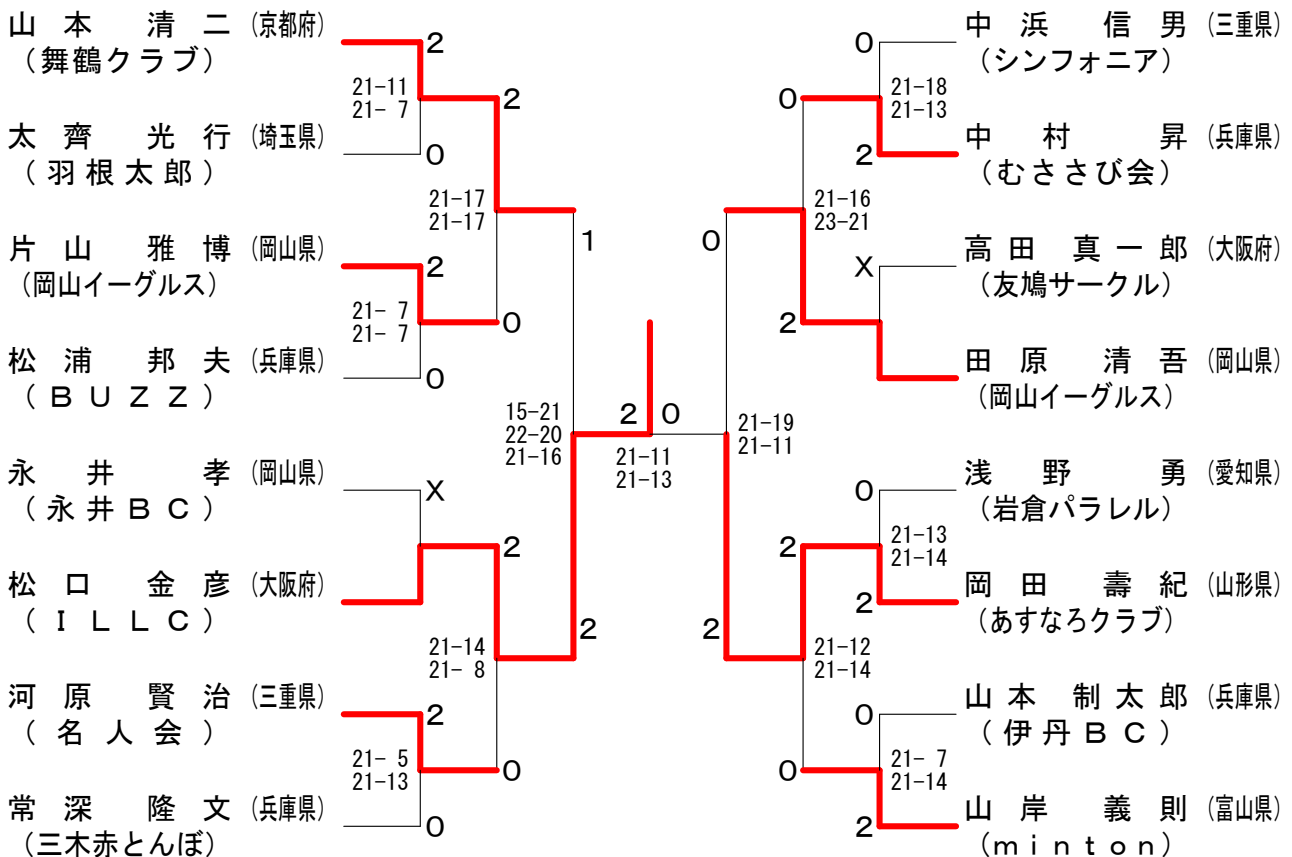 山本 清二 (京都府)
(舞鶴クラブ)
2
21-11
21- 7
2
太齊 光行 (埼玉県)
(羽根太郎)
0
21-17
21-17
1
片山 雅博 (岡山県)
(岡山イーグルス)
2
21- 7
21- 7
0
松浦 邦夫 (兵庫県)
(BUZZ)
0
15-21
22-20
21-16
永井 孝 (岡山県)
(永井BC)
X
2
松口 金彦 (大阪府)
(ILLC)
21-14
21- 8
2
河原 賢治 (三重県)
(名人会)
2
21- 5
21-13
0
常深 隆文 (兵庫県)
(三木赤とんぼ)
0
2 0
21-11
21-13
中浜 信男 (三重県)
(シンフォニア)
0
21-18
21-13
0
中村 昇 (兵庫県)
(むささび会)
2
21-16
23-21
0
高田 真一郎 (大阪府)
(友鳩サークル)
X
2
田原 清吾 (岡山県)
(岡山イーグルス)
21-19
21-11
浅野 勇 (愛知県)
(岩倉パラレル)
0
21-13
21-14
2
岡田 壽紀 (山形県)
(あすなろクラブ)
2
21-12
21-14
2
山本 制太郎 (兵庫県)
(伊丹BC)
0
21- 7
21-14
0
山岸 義則 (富山県)
(minton)
2